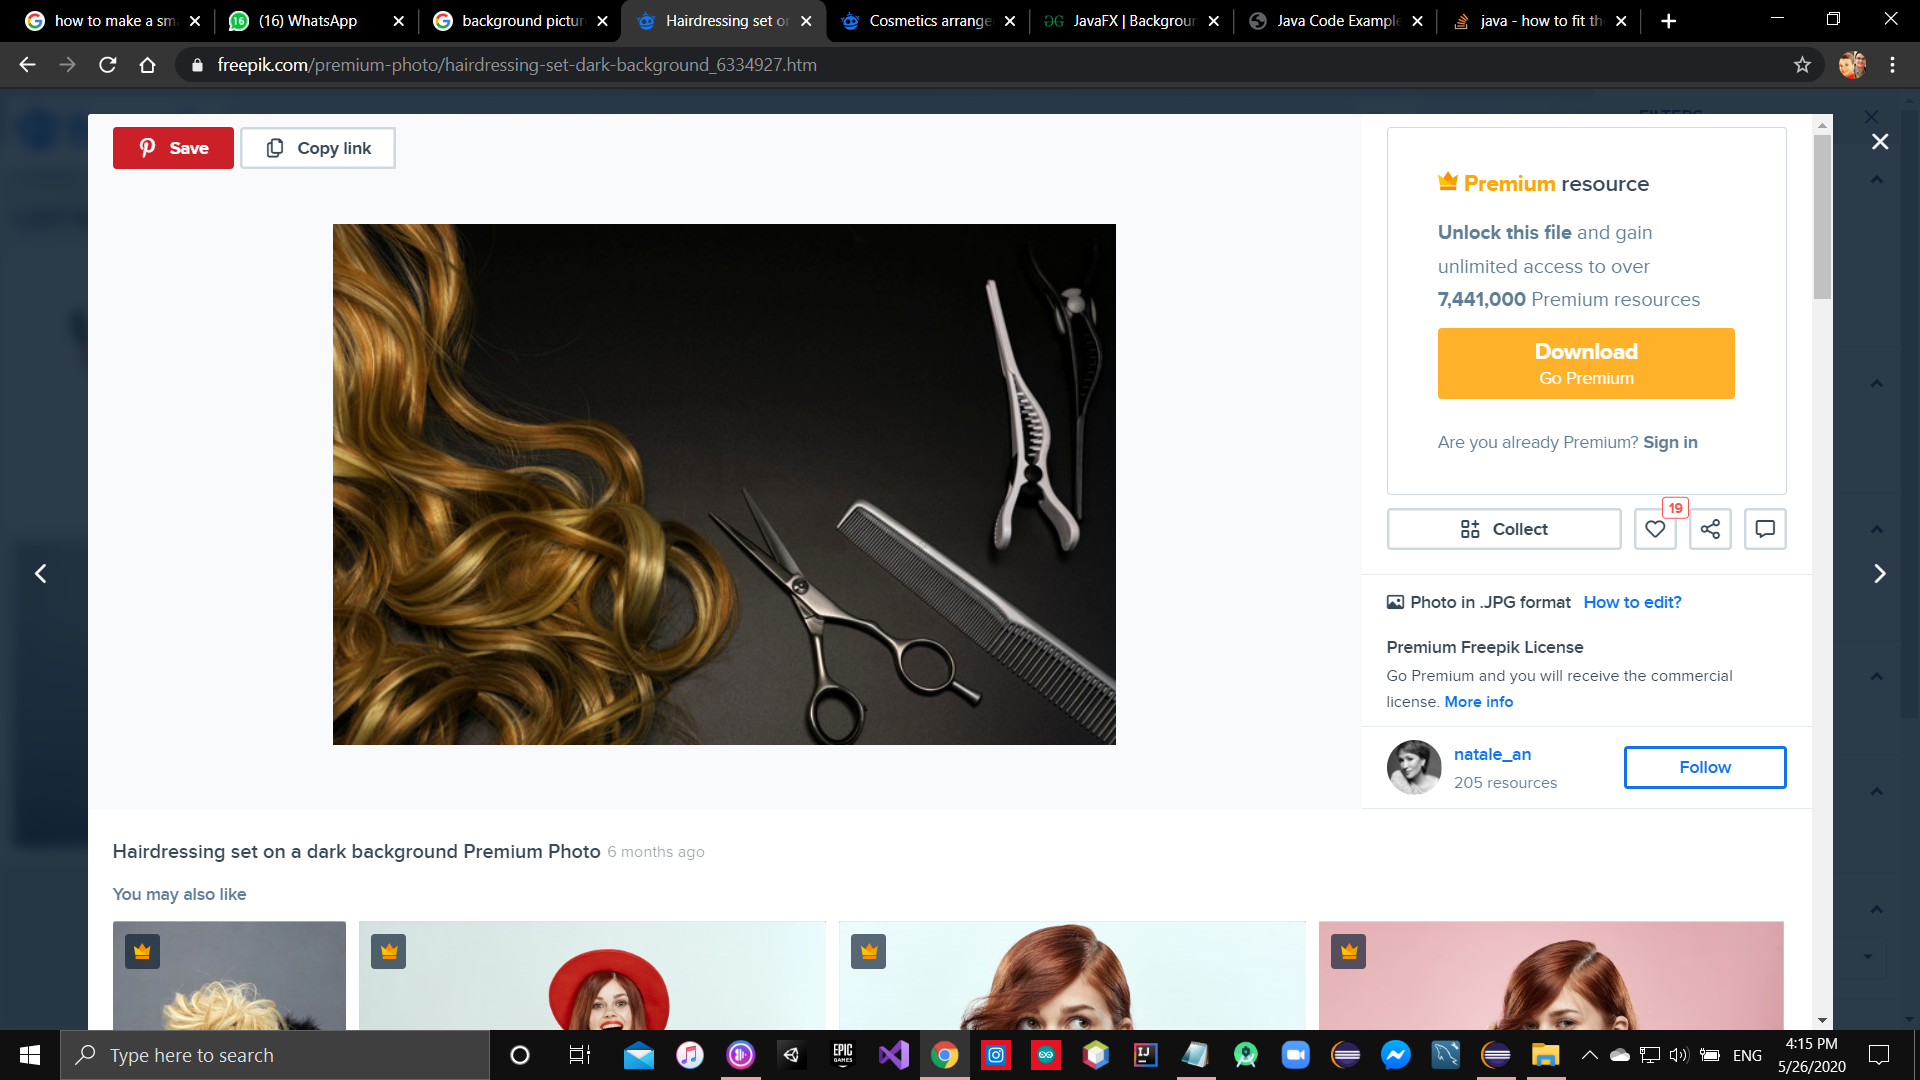 how to make a sm
(16) WhatsApp
background pictur
Hairdressing set o
Cosmetics arrange
JavaFX | Backgroun
Java Code Example
java - how to fit th
freepik.com/premium-photo/hairdressing-set-dark-background_6334927.htm
FILTERS
Save
Copy link
Premium resource
Unlock this file and gain
unlimited access to over
7,441,000 Premium resources
Download
Go Premium
Are you already Premium? Sign in
19
Collect
Photo in .JPG format How to edit?
Premium Freepik License
Go Premium and you will receive the commercial
license. More info
natale_an
205 resources
Follow
Hairdressing set on a dark background Premium Photo 6 months ago
You may also like
Type here to search
EPIC
GAMES
IJ
ENG
4:15 PM
5/26/2020